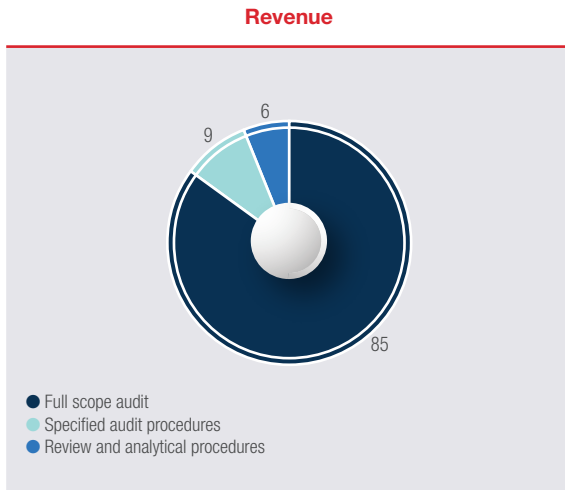 Revenue
6
9
85
Full scope audit
Specified audit procedures
Review and analytical procedures